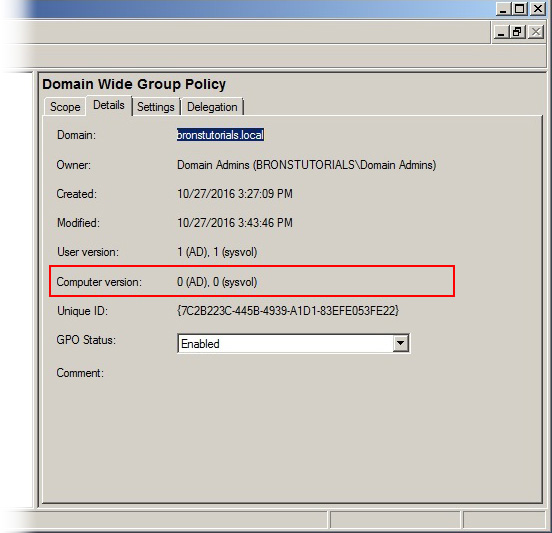 Domain Wide Group Policy
Scope Details Settings Delegation
Domain: bronstutorials.local
Owner: Domain Admins (BRONSTUTORIALS\Domain Admins)
Created: 10/27/2016 3:27:09 PM
Modified: 10/27/2016 3:43:46 PM
User version: 1 (AD), 1 (sysvol)
Computer version: 0 (AD), 0 (sysvol)
Unique ID: {7C2B223C-445B-4939-A1D1-83EFE053FE22}
GPO Status: Enabled
Comment: